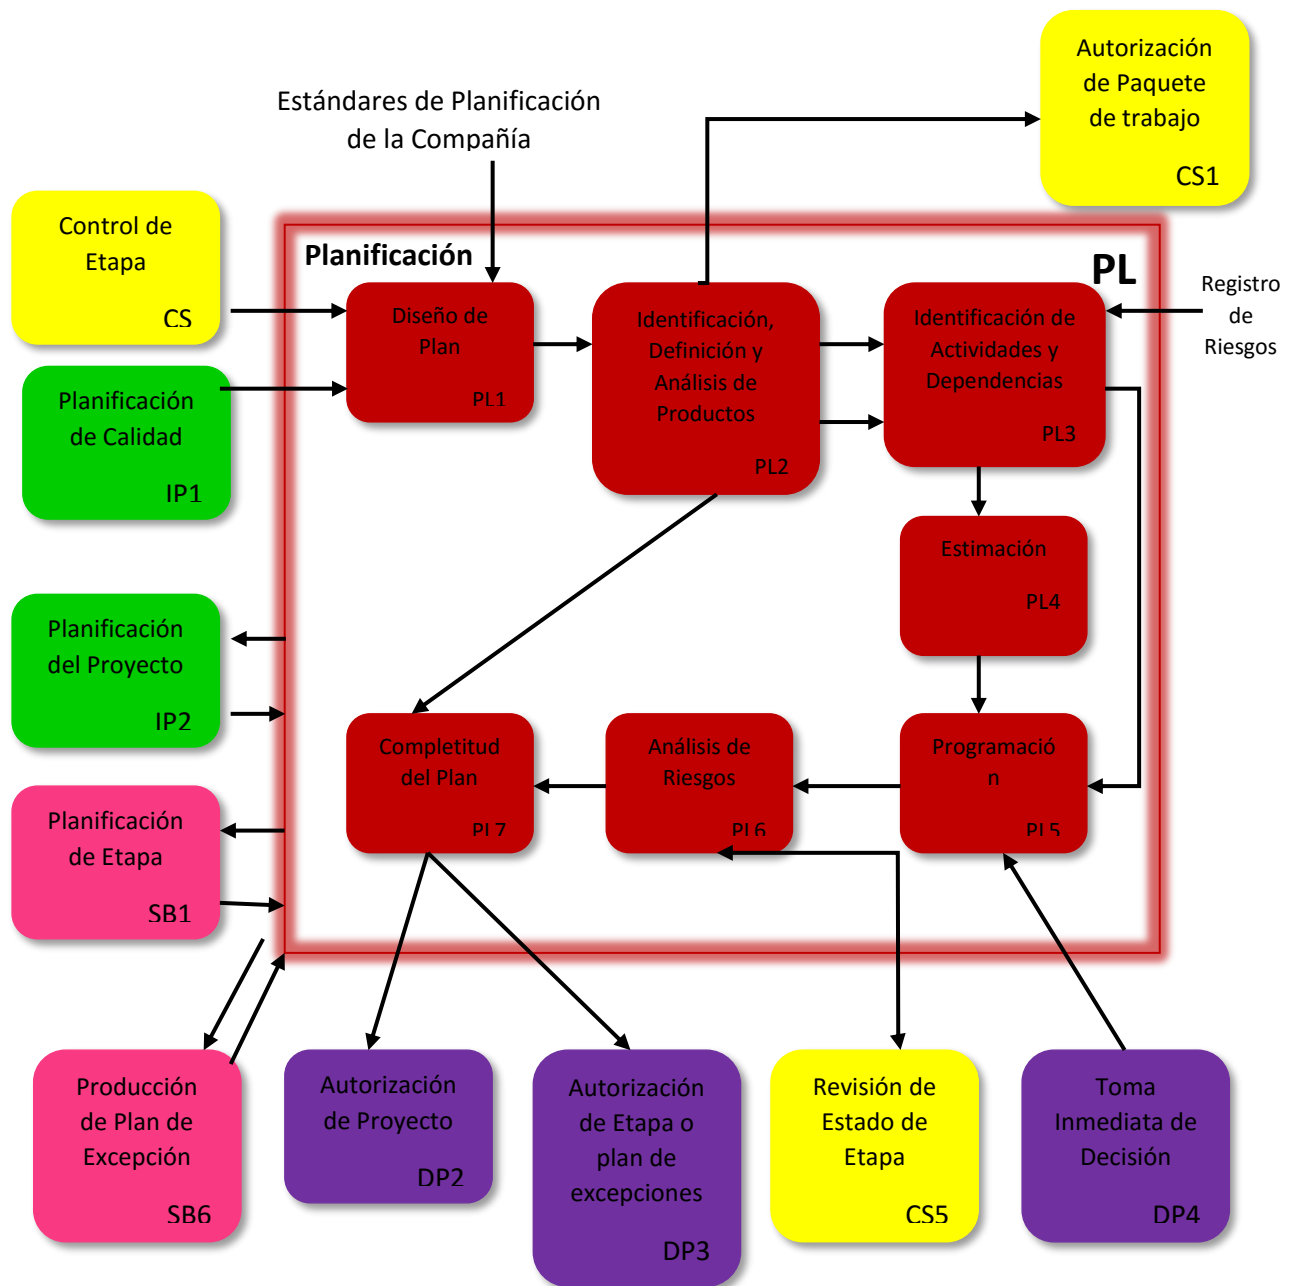 Autorización
de Paquete
de trabajo
CS1
Estándares de Planificación
de la Compañía
Control de
Etapa
CS
Planificación
PL
Registro
de
Riesgos
Diseño de
Plan
PL1
Identificación,
Definición y
Análisis de
Productos
PL2
Identificación de
Actividades y
Dependencias
PL3
Planificación
de Calidad
IP1
Estimación
PL4
Planificación
del Proyecto
IP2
Completitud
del Plan
PL7
Análisis de
Riesgos
PL6
Programació
n
PL5
Planificación
de Etapa
SB1
Producción
de Plan de
Excepción
SB6
Autorización
de Proyecto
DP2
Autorización
de Etapa o
plan de
excepciones
DP3
Revisión de
Estado de
Etapa
CS5
Toma
Inmediata de
Decisión
DP4